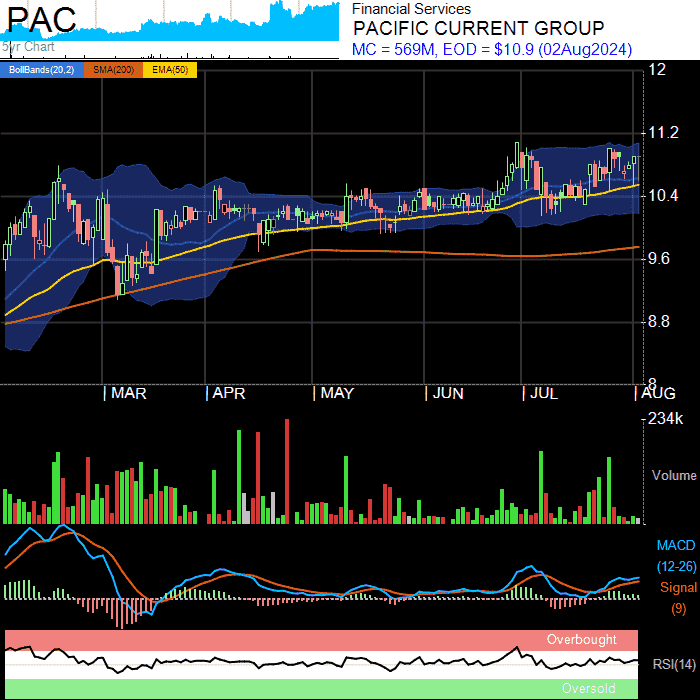 PAC
5yr Chart
Financial Services
PACIFIC CURRENT GROUP
MC = 569M, EOD = $10.9 (02Aug2024)
BollBands(20,2) SMA(200) EMA(50)
12
11.2
10.4
9.6
8.8
8
MAR APR MAY JUN JUL AUG
234k
Volume
MACD
(12-26)
Signal
(9)
Overbought
RSI(14)
Oversold